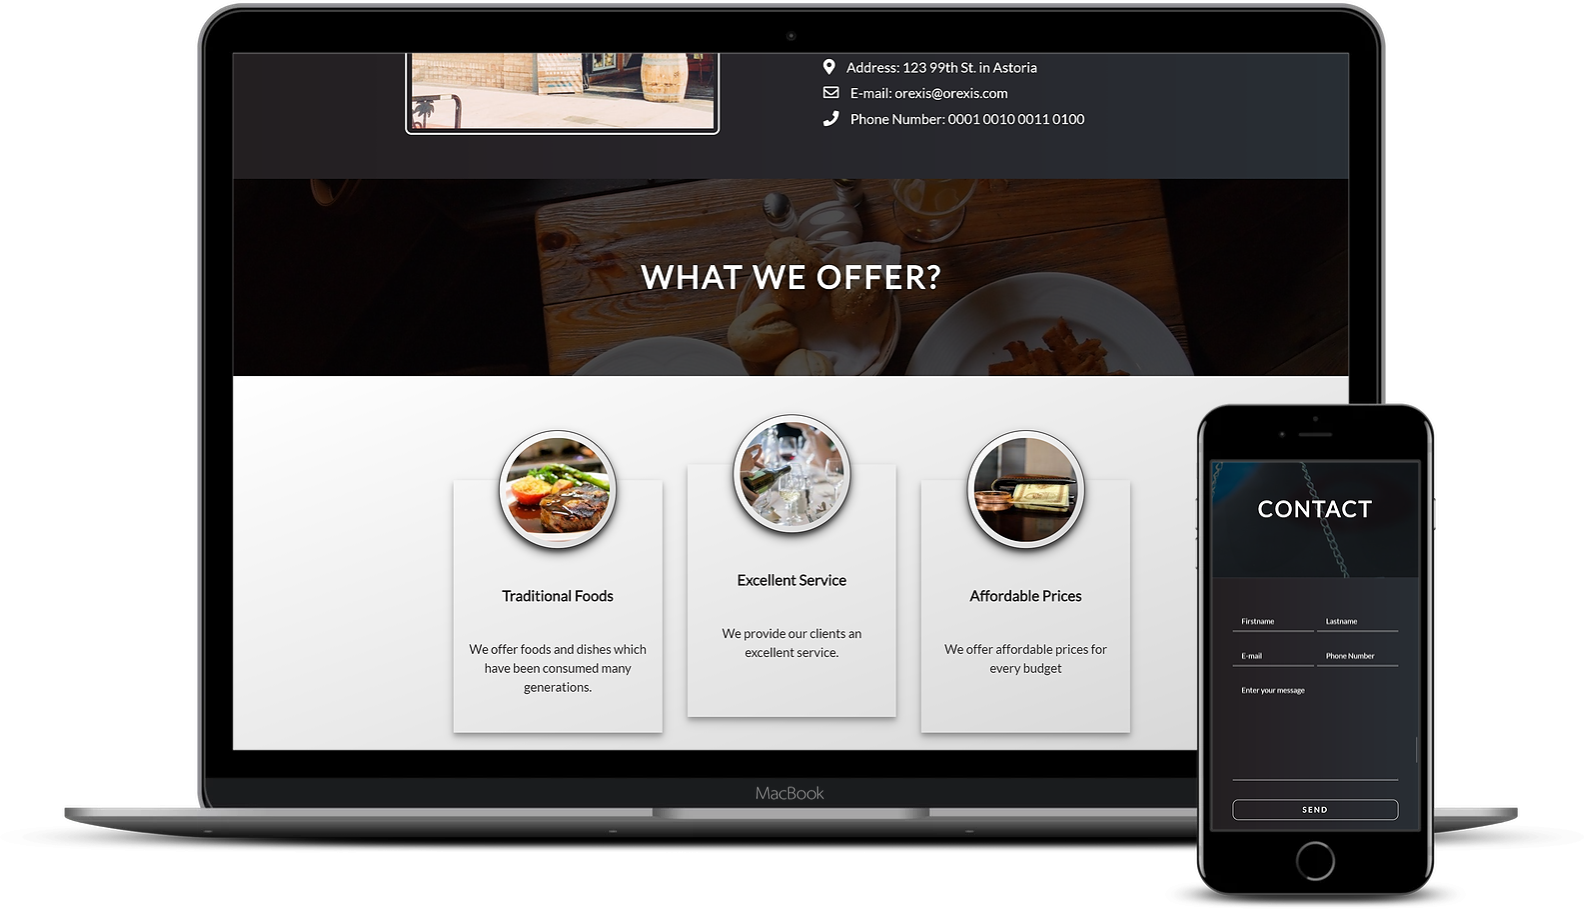 Address: 123 99th St. in Astoria
E-mail: orexis@orexis.com
Phone Number: 0001 0010 0011 0100
WHAT WE OFFER?
Traditional Foods
We offer foods and dishes which
have been consumed many
generations.
Excellent Service
We provide our clients an
excellent service.
Affordable Prices
We offer affordable prices for
every budget
MacBook
CONTACT
Firstname
Lastname
E-mail
Phone Number
Enter your message
SEND